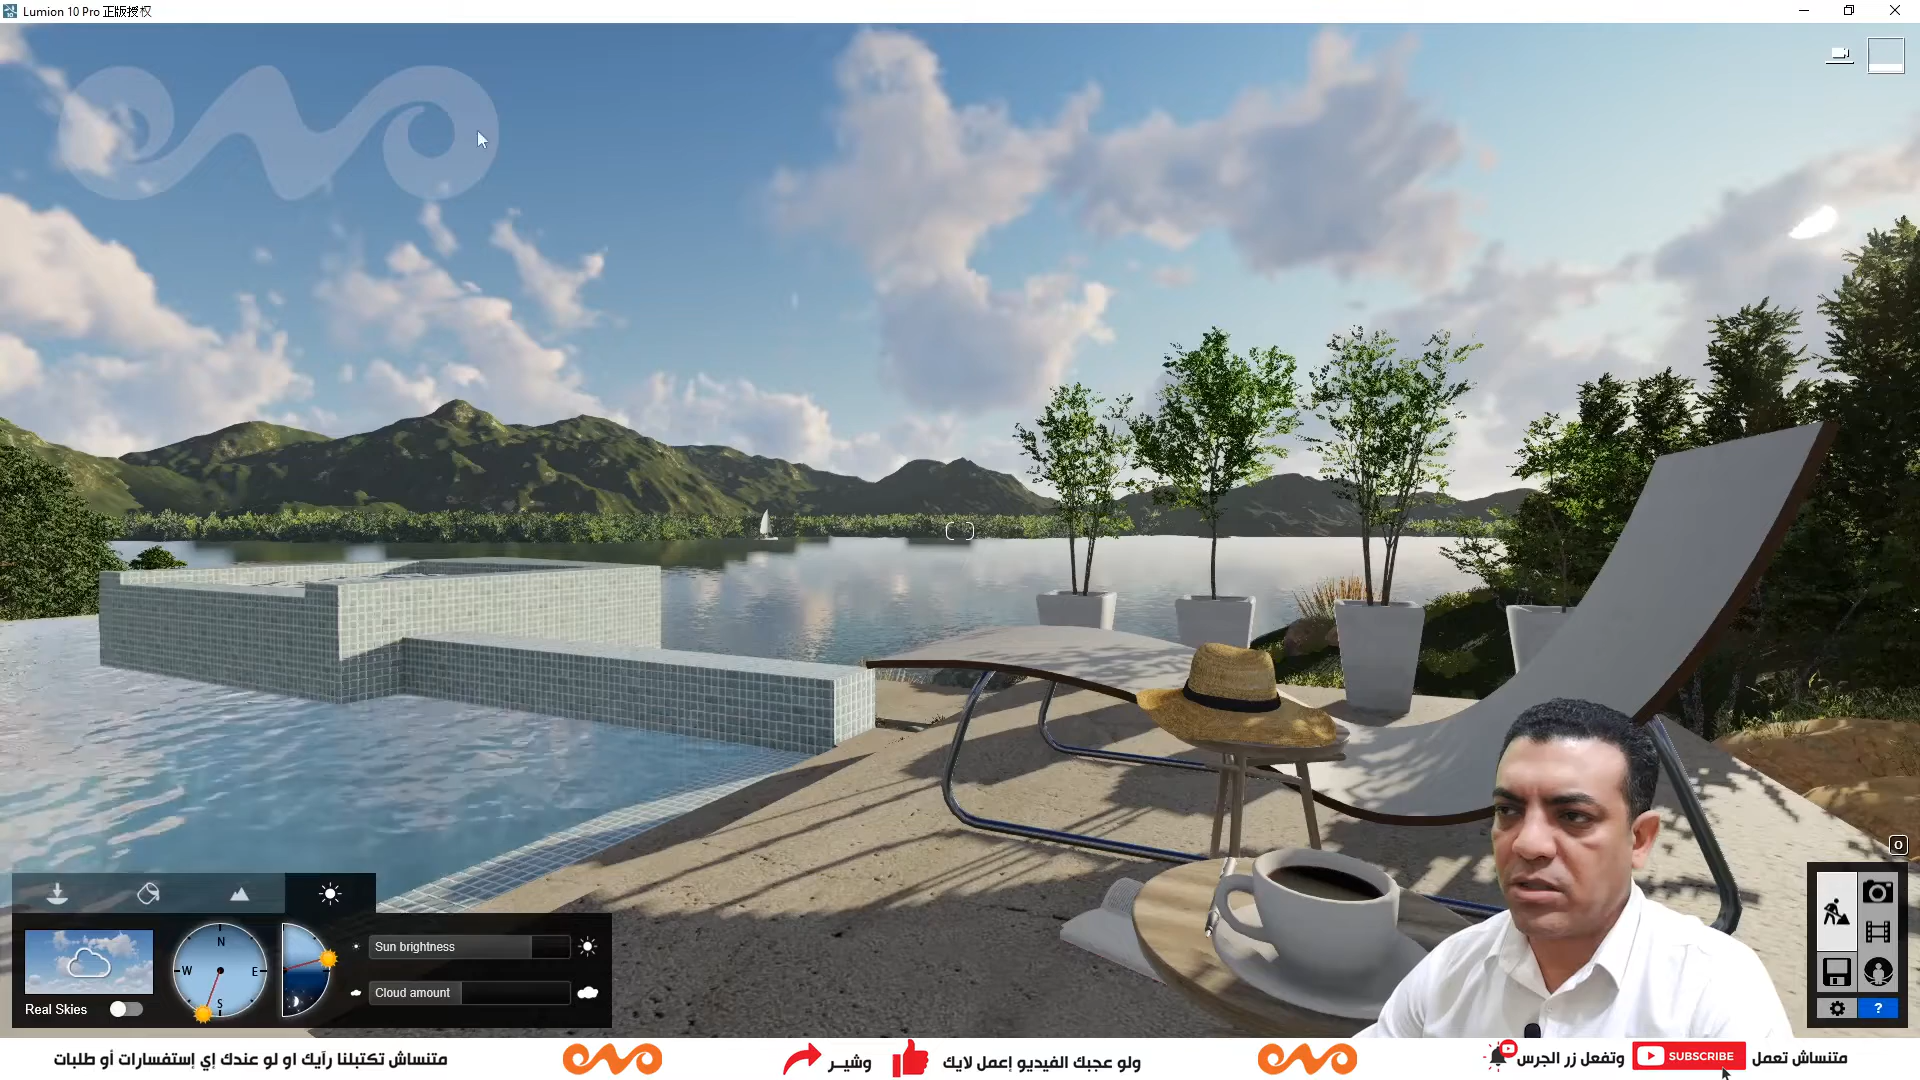 Lumion 10 Pro 正版授权
O
N
W
E
S
Real Skies
Sun brightness
Cloud amount
?
متنساش تعمل SUBSCRIBE وتفعل زر الجرس
ولو عجبك الفيديو إعمل لايك وشير
متنساش تكتبلنا رأيك او لو عندك إي إستفسارات أو طلبات